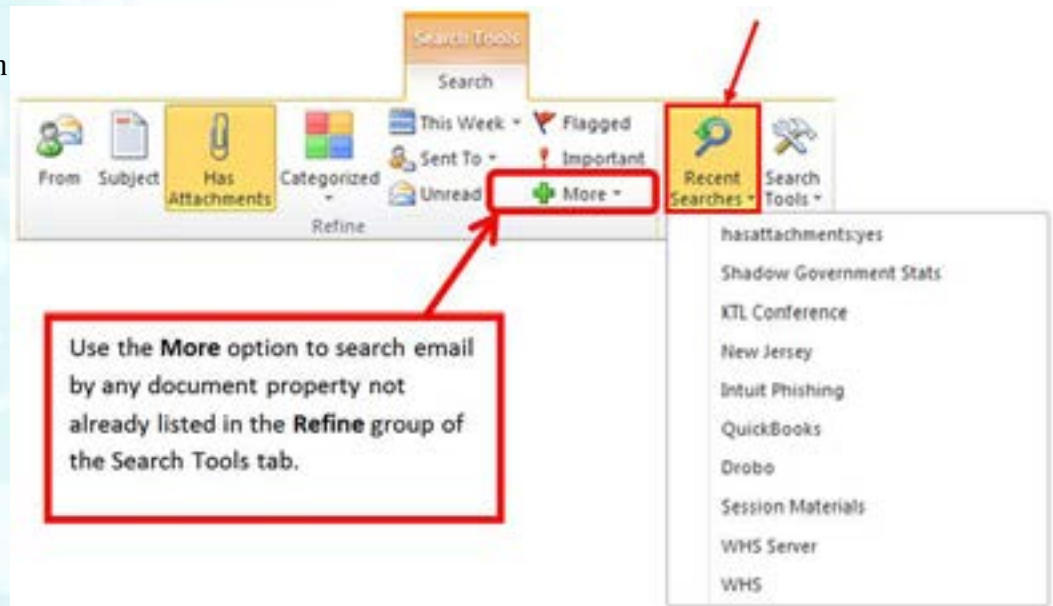 n
Search Tools
Search
From
Subject
Has
Attachments
Categorized
This Week
Sent To
Unread
Flagged
Important
More
Refine
Recent
Searches
Search
Tools
hasattachments:yes
Shadow Government Stats
KTL Conference
New Jersey
Intuit Phishing
QuickBooks
Drobo
Session Materials
WHS Server
WHS
Use the More option to search email
by any document property not
already listed in the Refine group of
the Search Tools tab.